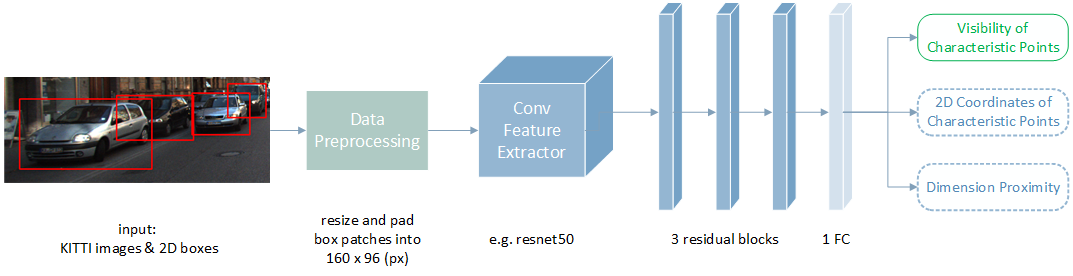 Data
Preprocessing
Conv
Feature
Extractor
Visibility of
Characteristic Points
2D Coordinates of
Characteristic Points
Dimension Proximity
input:
KITTI images & 2D boxes
resize and pad
box patches into
160 x 96 (px)
e.g. resnet50
3 residual blocks
1 FC